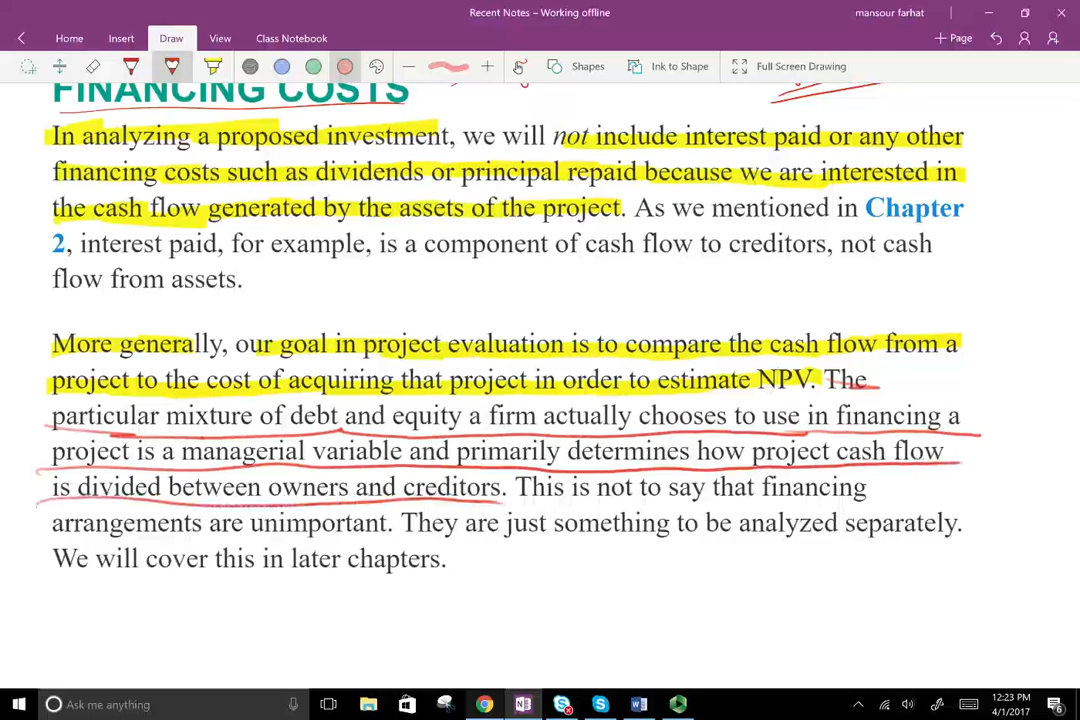 Recent Notes – Working offline
mansour farhat
Home Insert Draw View Class Notebook
Page
Shapes Ink to Shape Full Screen Drawing
FINANCING COSTS
In analyzing a proposed investment, we will not include interest paid or any other
financing costs such as dividends or principal repaid because we are interested in
the cash flow generated by the assets of the project. As we mentioned in Chapter
2, interest paid, for example, is a component of cash flow to creditors, not cash
flow from assets.
More generally, our goal in project evaluation is to compare the cash flow from a
project to the cost of acquiring that project in order to estimate NPV. The
particular mixture of debt and equity a firm actually chooses to use in financing a
project is a managerial variable and primarily determines how project cash flow
is divided between owners and creditors. This is not to say that financing
arrangements are unimportant. They are just something to be analyzed separately.
We will cover this in later chapters.
Ask me anything
12:23 PM
4/1/2017
6